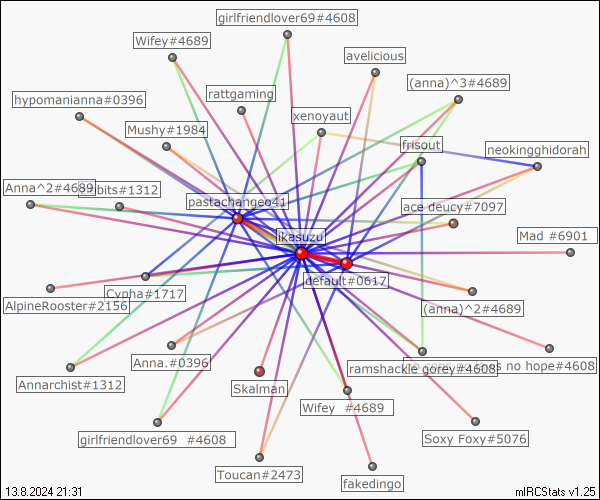 girlfriendlover69#4608
Wifey#4689
avelicious
(anna)^3#4689
rattgaming
hypomanianna#0396
xenoyaut
Mushy#1984
frisout
neokingghidorah
Anna^2#4689
bits#1312
pastachangeo41
ace deucy#7097
ikasuzu
Mad #6901
default#0617
Cypha#1717
AlpineRooster#2156
(anna)^2#4689
Anna.#0396
ramshackle gorey#4608
s no hope#4608
Annarchist#1312
Skalman
Wifey #4689
girlfriendlover69 #4608
Soxy Foxy#5076
Toucan#2473
fakedingo
13.8.2024 21:31
mIRCStats v1.25